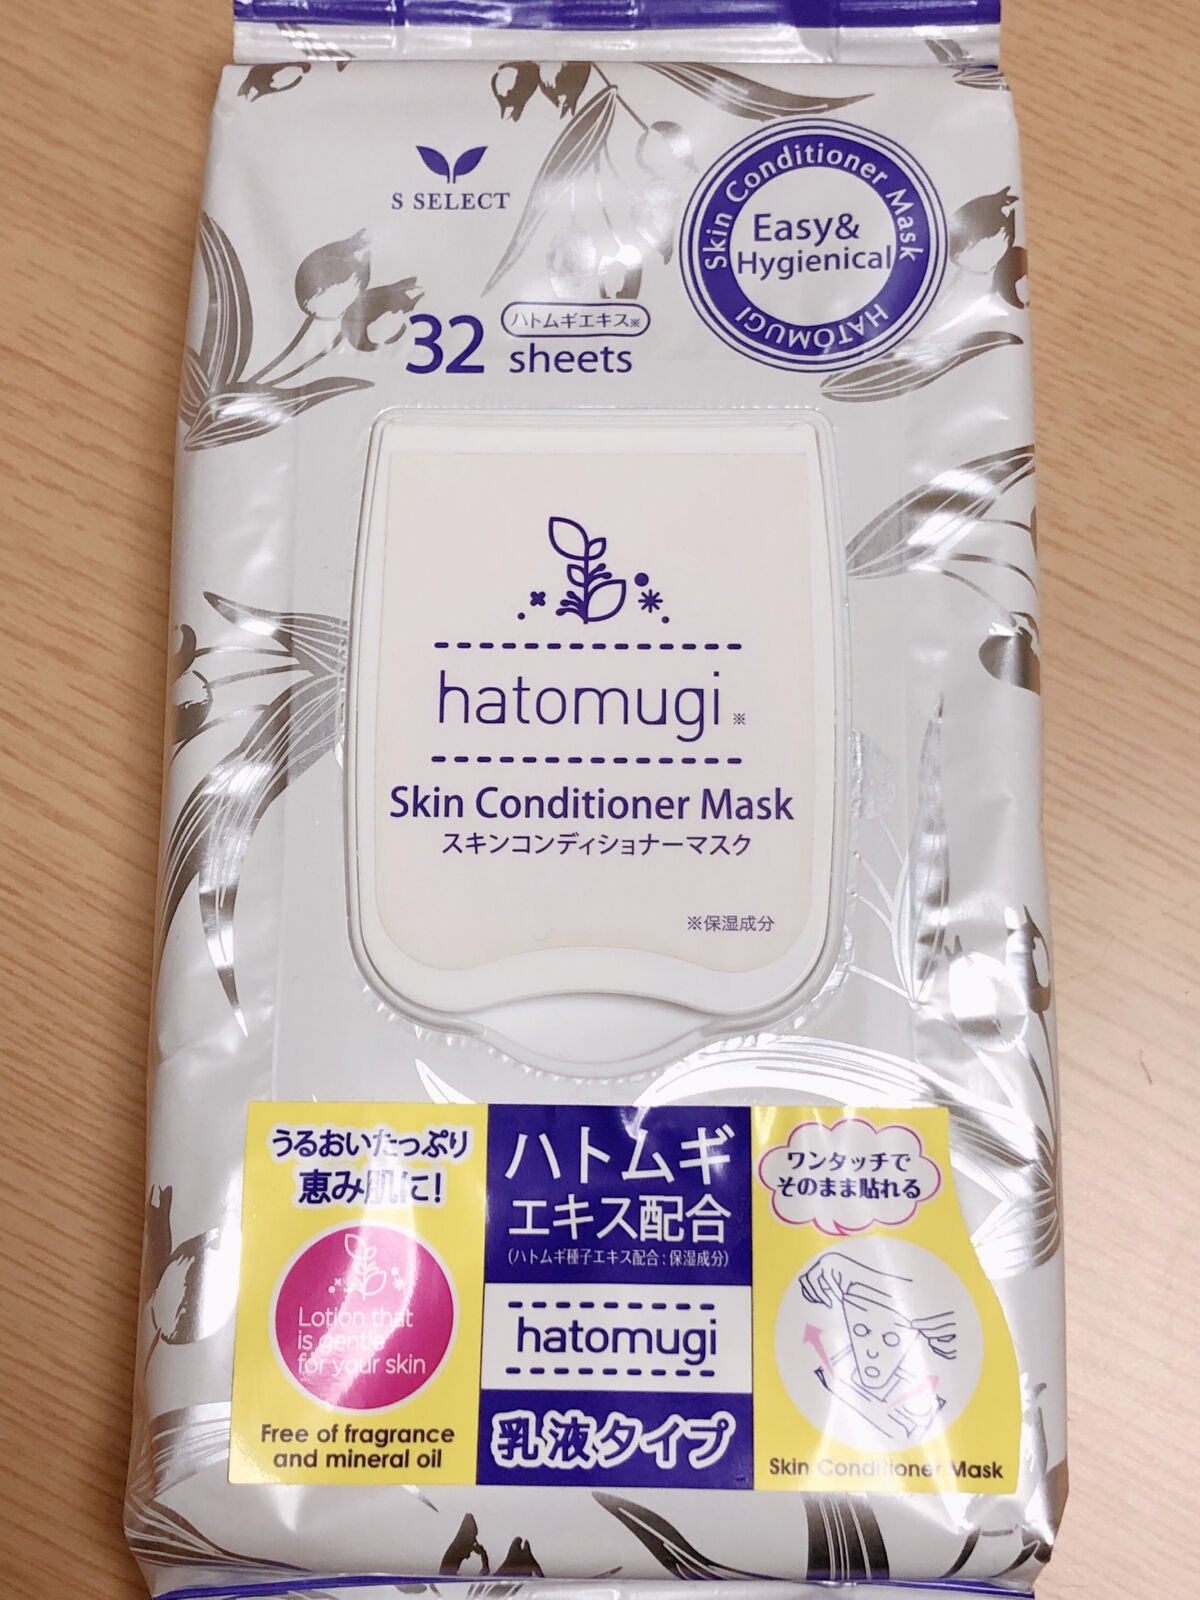 S SELECT
Skin Conditioner Mask
Easy&
Hygienical
HATOMUGI
32
ハトムギエキス※
sheets
hatomugi※
Skin Conditioner Mask
スキンコンディショナーマスク
※保湿成分
うるおいたっぷり
恵み肌に!
Lotion that
is gentle
for your skin
Free of fragrance
and mineral oil
ハトムギ
エキス配合
(ハトムギ種子エキス配合:保湿成分)
hatomugi
乳液タイプ
ワンタッチで
そのまま貼れる
Skin Conditioner Mask